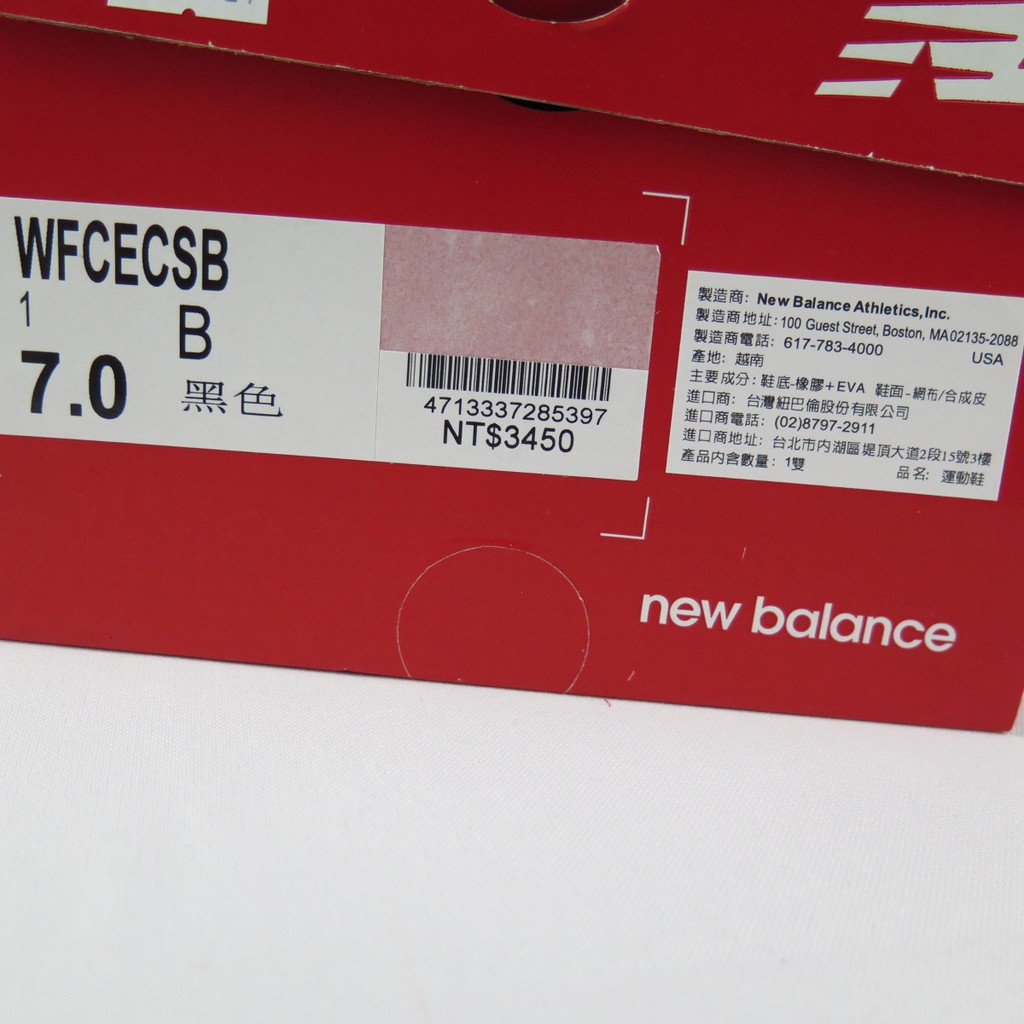 WFCECSB
1
B
7.0
黑色
4713337285397
NT$3450
製造商: New Balance Athletics,Inc.
製造商地址:100 Guest Street, Boston, MA02135-2088
製造商電話: 617-783-4000 USA
產地: 越南
主要成分: 鞋底-橡膠+EVA 鞋面-網布/合成皮
進口商: 台灣紐巴倫股份有限公司
進口商電話: (02)8797-2911
進口商地址: 台北市內湖區堤頂大道2段15號3樓
產品內含數量: 1雙 品名: 運動鞋
new balance